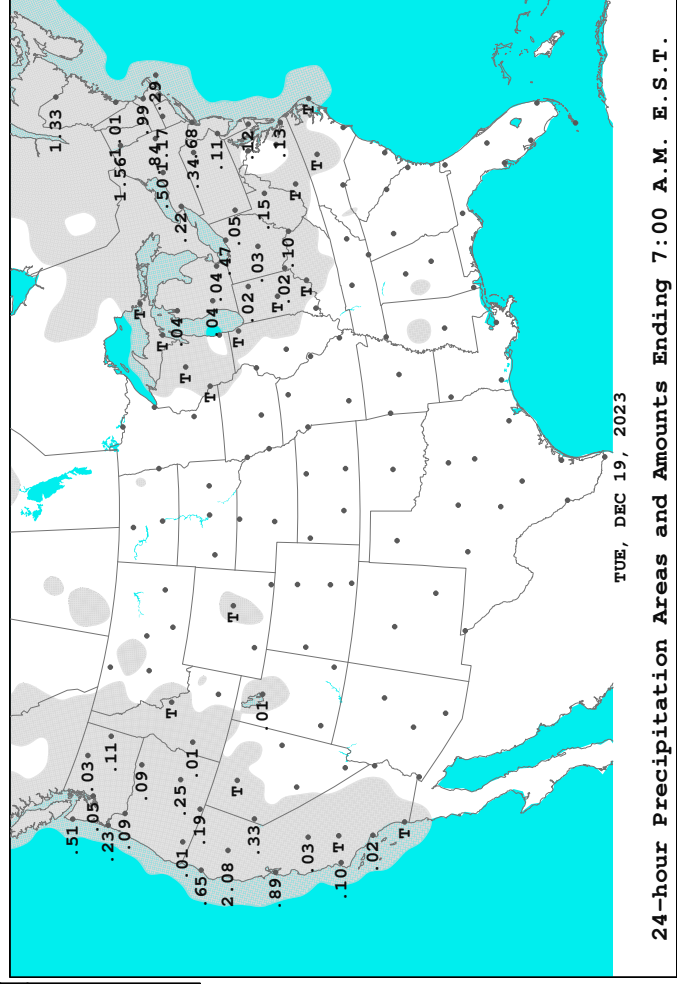 1.33
.51
.03
.05
.23
.11
1.56
1.01
.09
.09
T
.99
.29
.84
1.17
.50
T
T
.04
.25
.22
.01
T
.01
.34
.68
.65
.19
T
.04
.04
.11
.47
2.08
T
.05
T
T
.02
.12
.33
.03
.01
.15
.89
T
.13
.02
.10
T
.03
T
T
T
T
.10
.02
T
TUE, DEC 19, 2023
24-hour Precipitation Areas and Amounts Ending 7:00 A.M. E.S.T.